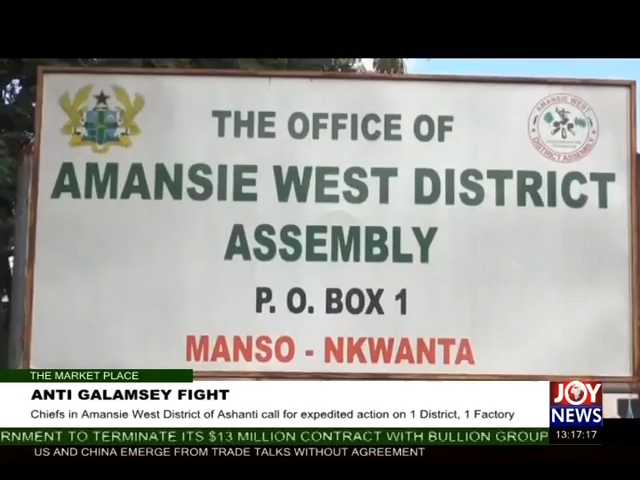 THE OFFICE OF
AMANSIE WEST DISTRICT
ASSEMBLY
P. O. BOX 1
MANSO - NKWANTA
AMANSIE WEST
DISTRICT ASSEMBLY
THE MARKET PLACE
ANTI GALAMSEY FIGHT
Chiefs in Amansie West District of Ashanti call for expedited action on 1 District, 1 Factory
JOY
NEWS
RNMENT TO TERMINATE ITS $13 MILLION CONTRACT WITH BULLION GROUP
13:17:17
US AND CHINA EMERGE FROM TRADE TALKS WITHOUT AGREEMENT